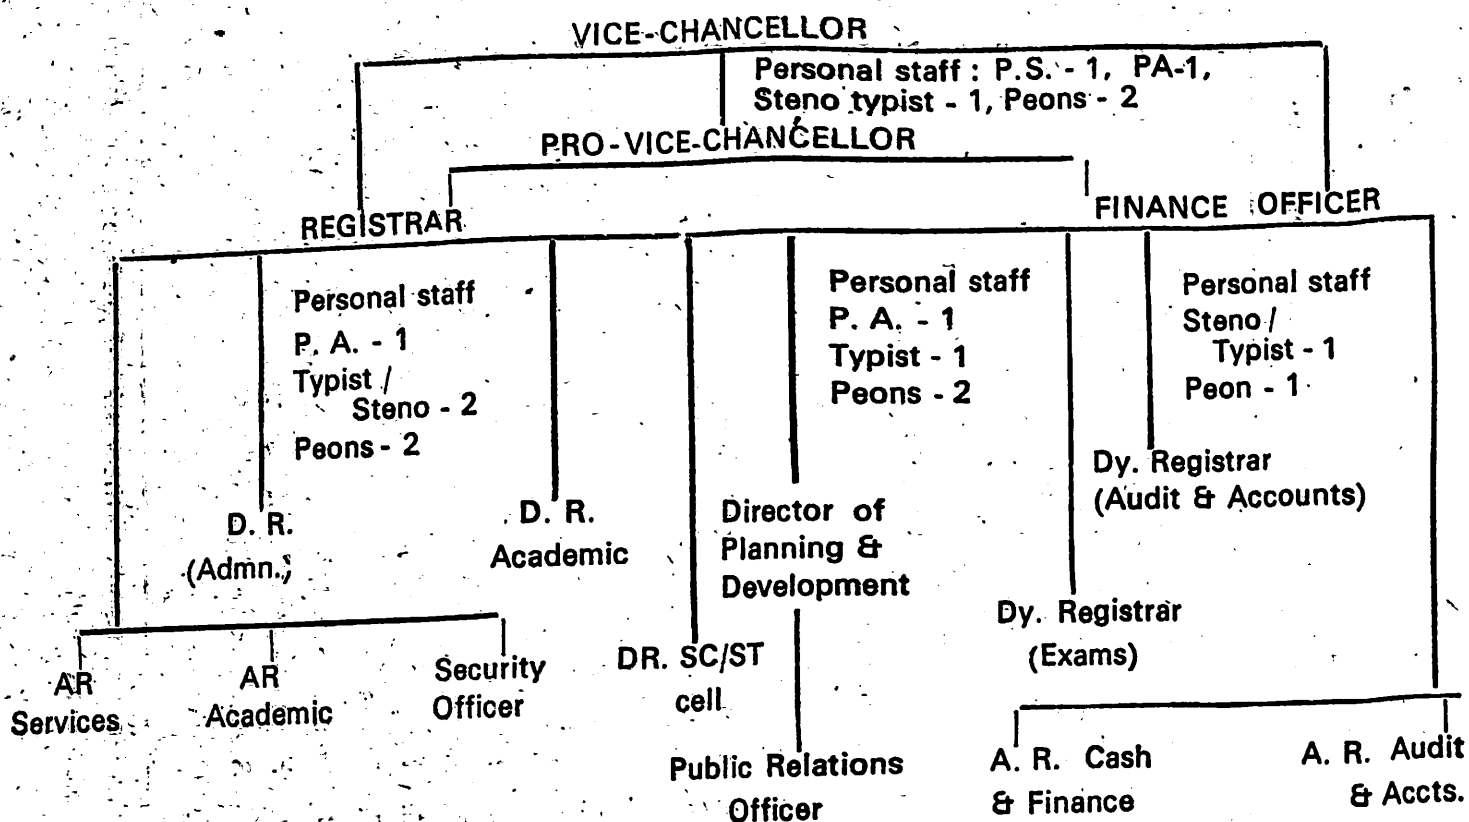 VICE-CHANCELLOR
Personal staff : P.S. - 1, PA-1,
Steno typist - 1, Peons - 2
PRO-VICE-CHANCELLOR
REGISTRAR
FINANCE OFFICER
Personal staff
P. A. - 1
Typist /
Steno - 2
Peons - 2
Personal staff
P. A. - 1
Typist - 1
Peons - 2
Personal staff
Steno /
Typist - 1
Peon - 1
D. R.
(Admn.)
D. R.
Academic
Director of
Planning &
Development
Dy. Registrar
(Audit & Accounts)
Dy. Registrar
(Exams)
AR
Services
AR
Academic
Security
Officer
DR. SC/ST
cell
Public Relations
Officer
A. R. Cash
& Finance
A. R. Audit
& Accts.